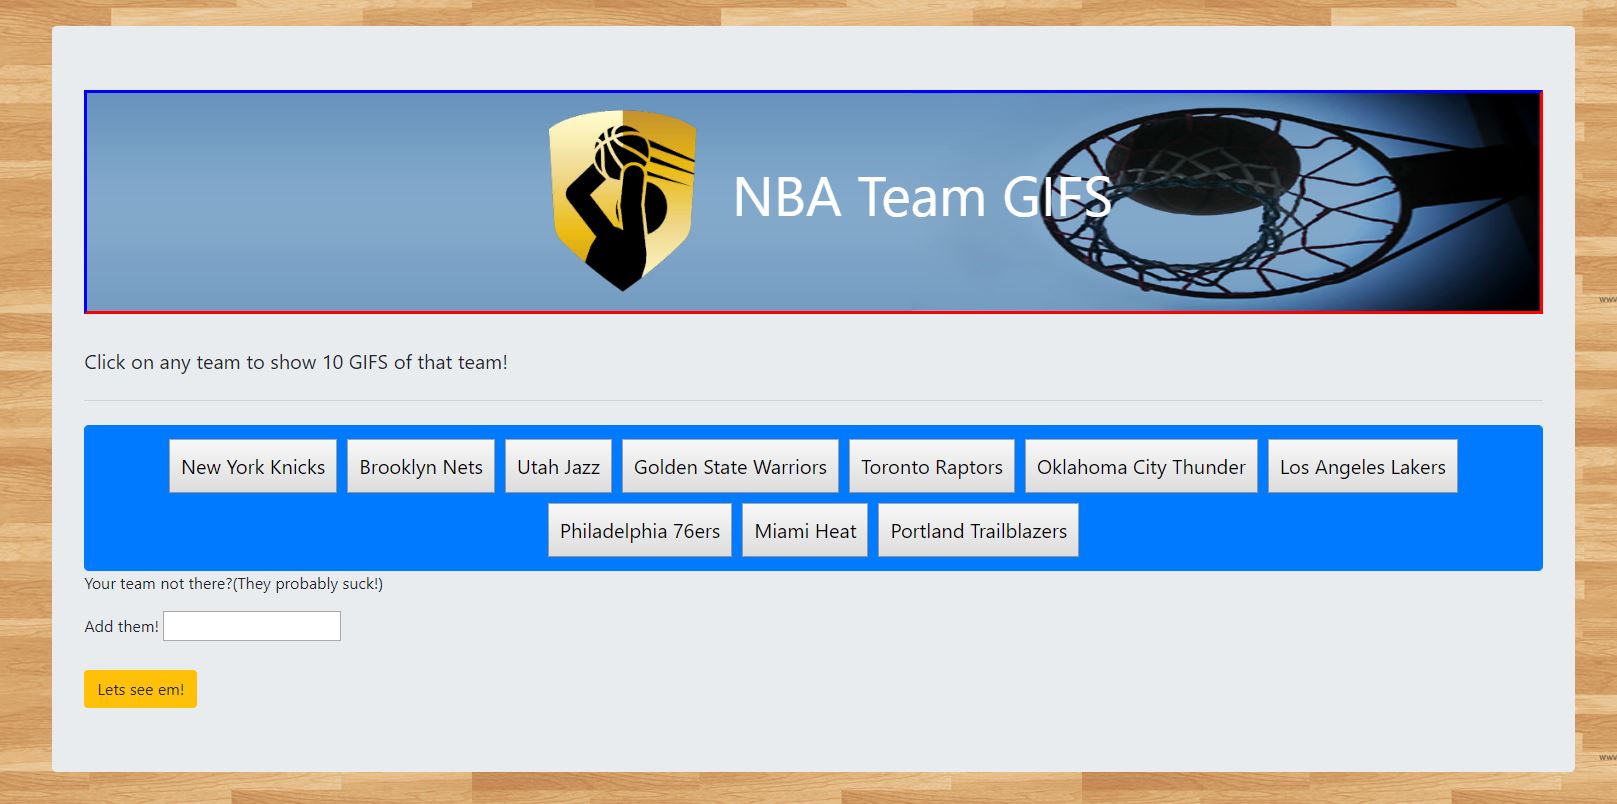 NBA Team GIFS
Click on any team to show 10 GIFS of that team!
New York Knicks Brooklyn Nets Utah Jazz Golden State Warriors Toronto Raptors Oklahoma City Thunder Los Angeles Lakers
Philadelphia 76ers Miami Heat Portland Trailblazers
Your team not there?(They probably suck!)
Add them!
Lets see em!
www
www